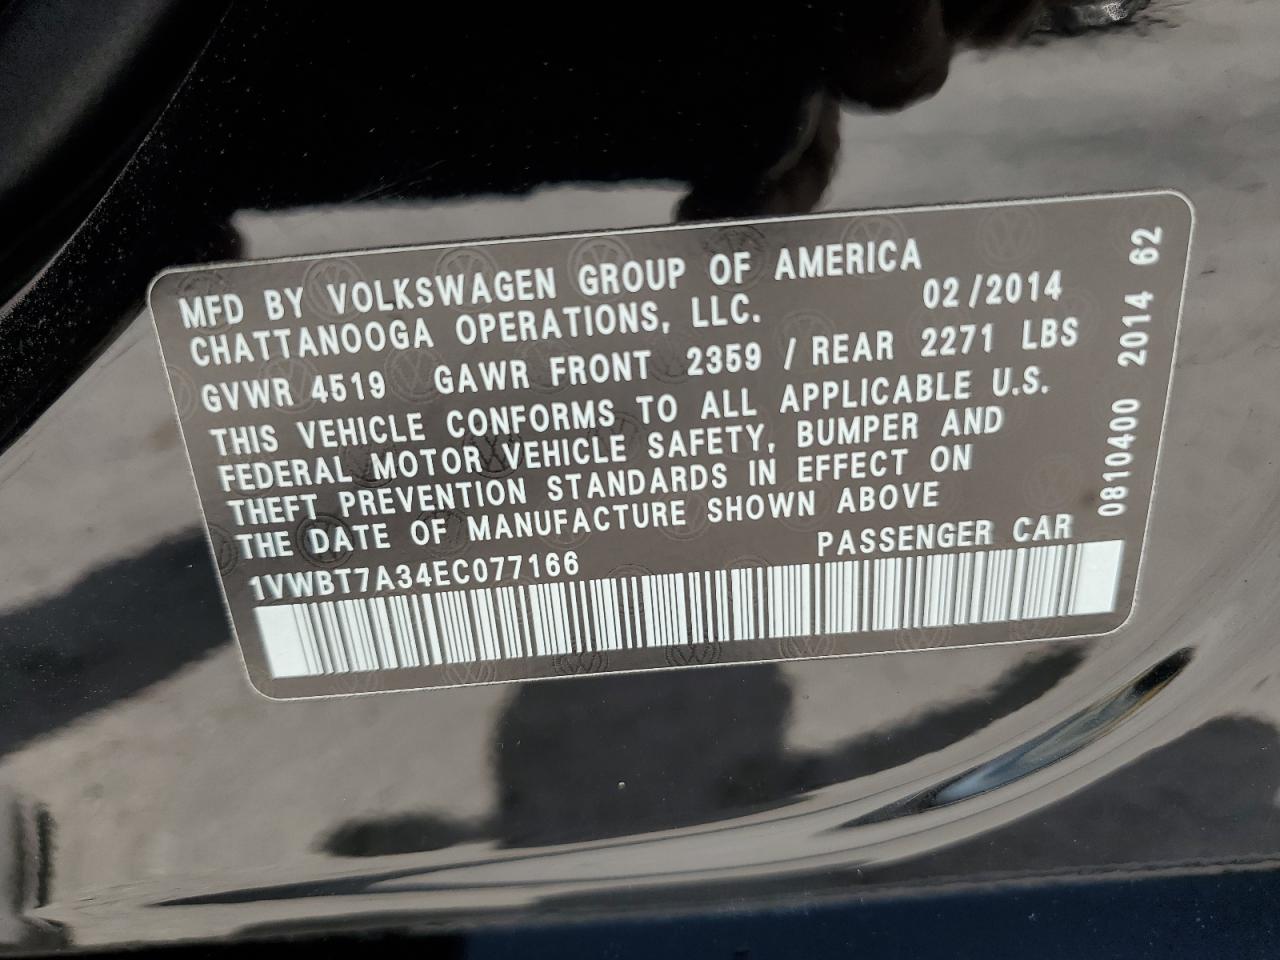 MFD BY VOLKSWAGEN GROUP OF AMERICA
CHATTANOOGA OPERATIONS, LLC. 02/2014
GVWR 4519 GAWR FRONT 2359 / REAR 2271 LBS
THIS VEHICLE CONFORMS TO ALL APPLICABLE U.S.
FEDERAL MOTOR VEHICLE SAFETY, BUMPER AND
THEFT PREVENTION STANDARDS IN EFFECT ON
THE DATE OF MANUFACTURE SHOWN ABOVE
1VWBT7A34EC077166 PASSENGER CAR
0810400 2014 62